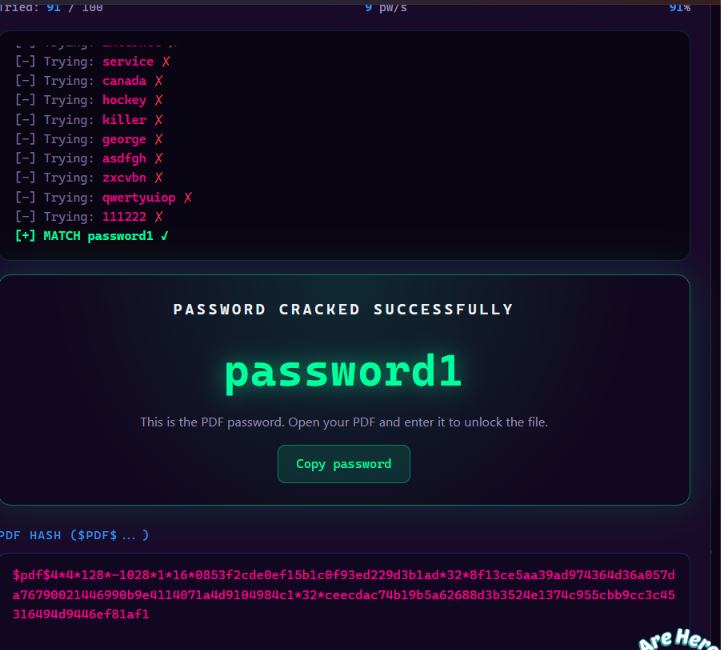 Tried: 91 / 100 9 pw/s 91%
[-] Trying: service ✗
[-] Trying: canada ✗
[-] Trying: hockey ✗
[-] Trying: killer ✗
[-] Trying: george ✗
[-] Trying: asdfgh ✗
[-] Trying: zxcvbn ✗
[-] Trying: qwertyuiop ✗
[-] Trying: 111222 ✗
[+] MATCH password1 ✓
PASSWORD CRACKED SUCCESSFULLY
password1
This is the PDF password. Open your PDF and enter it to unlock the file.
Copy password
PDF HASH ($PDF$...)
$pdf$4*4*128*-1028*1*16*0853f2cde0ef15b1c0f93ed229d3b1ad*32*8f13ce5aa39ad974364d36a057d
a76790021446990b9e4114071a4d9104984c1*32*ceecdac74b19b5a62688d3b3524e1374c955cbb9cc3c45
316494d9446ef81af1
Are Here